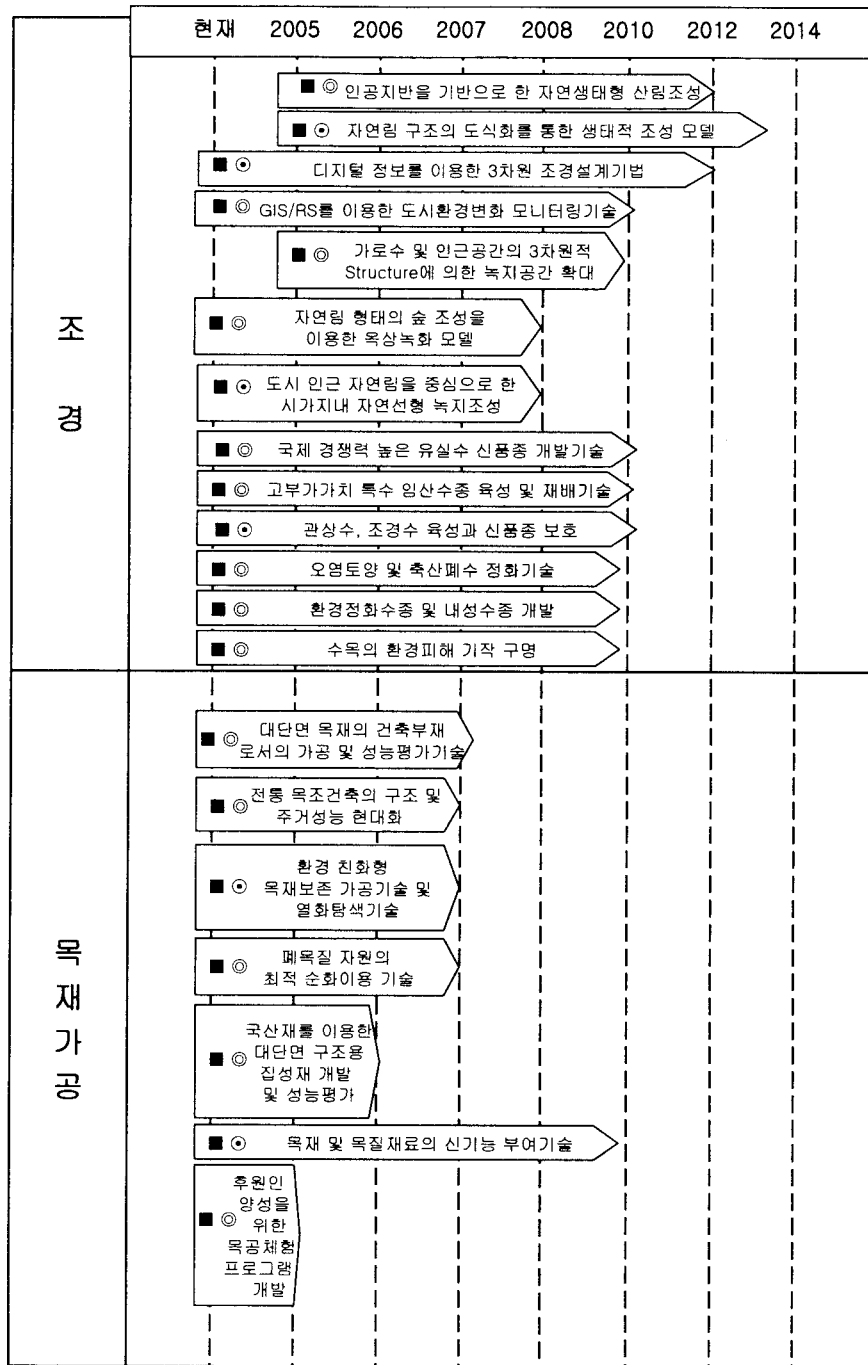 현재 2005 2006 2007 2008 2010 2012 2014
조경
■ ◎ 인공지반을 기반으로 한 자연생태형 산림조성
■ ⊙ 자연림 구조의 도식화를 통한 생태적 조성 모델
■ ⊙ 디지털 정보를 이용한 3차원 조경설계기법
■ ◎ GIS/RS를 이용한 도시환경변화 모니터링기술
■ ◎ 가로수 및 인근공간의 3차원적
Structure에 의한 녹지공간 확대
■ ◎ 자연림 형태의 숲 조성을
이용한 옥상녹화 모델
■ ⊙ 도시 인근 자연림을 중심으로 한
시가지내 자연선형 녹지조성
■ ◎ 국제 경쟁력 높은 유실수 신품종 개발기술
■ ◎ 고부가가치 특수 임산수종 육성 및 재배기술
■ ⊙ 관상수, 조경수 육성과 신품종 보호
■ ◎ 오염토양 및 축산폐수 정화기술
■ ◎ 환경정화수종 및 내성수종 개발
■ ◎ 수목의 환경피해 기작 구명
목재가공
■ ◎ 대단면 목재의 건축부재
로서의 가공 및 성능평가기술
■ ◎ 전통 목조건축의 구조 및
주거성능 현대화
환경 친화형
■ ⊙ 목재보존 가공기술 및
열화탐색기술
■ ◎ 폐목질 자원의
최적 순화이용 기술
국산재를 이용한
■ ◎ 대단면 구조용
집성재 개발
및 성능평가
■ ⊙ 목재 및 목질재료의 신기능 부여기술
후원인
양성을
■ ◎ 위한
목공체험
프로그램
개발